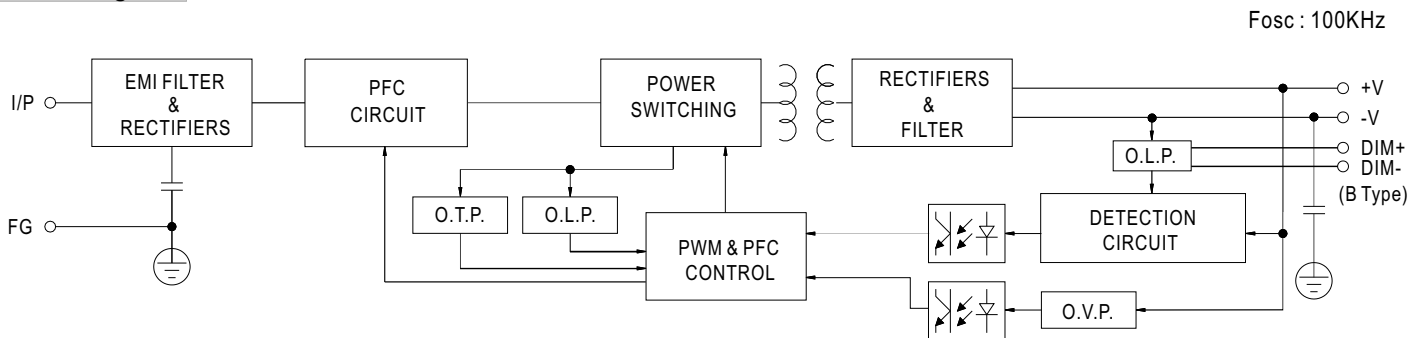 Fosc : 100KHz
I/P
EMI FILTER
&
RECTIFIERS
PFC
CIRCUIT
POWER
SWITCHING
RECTIFIERS
&
FILTER
+V
-V
O.L.P.
DIM+
DIM-
(B Type)
FG
O.T.P.
O.L.P.
PWM & PFC
CONTROL
DETECTION
CIRCUIT
O.V.P.